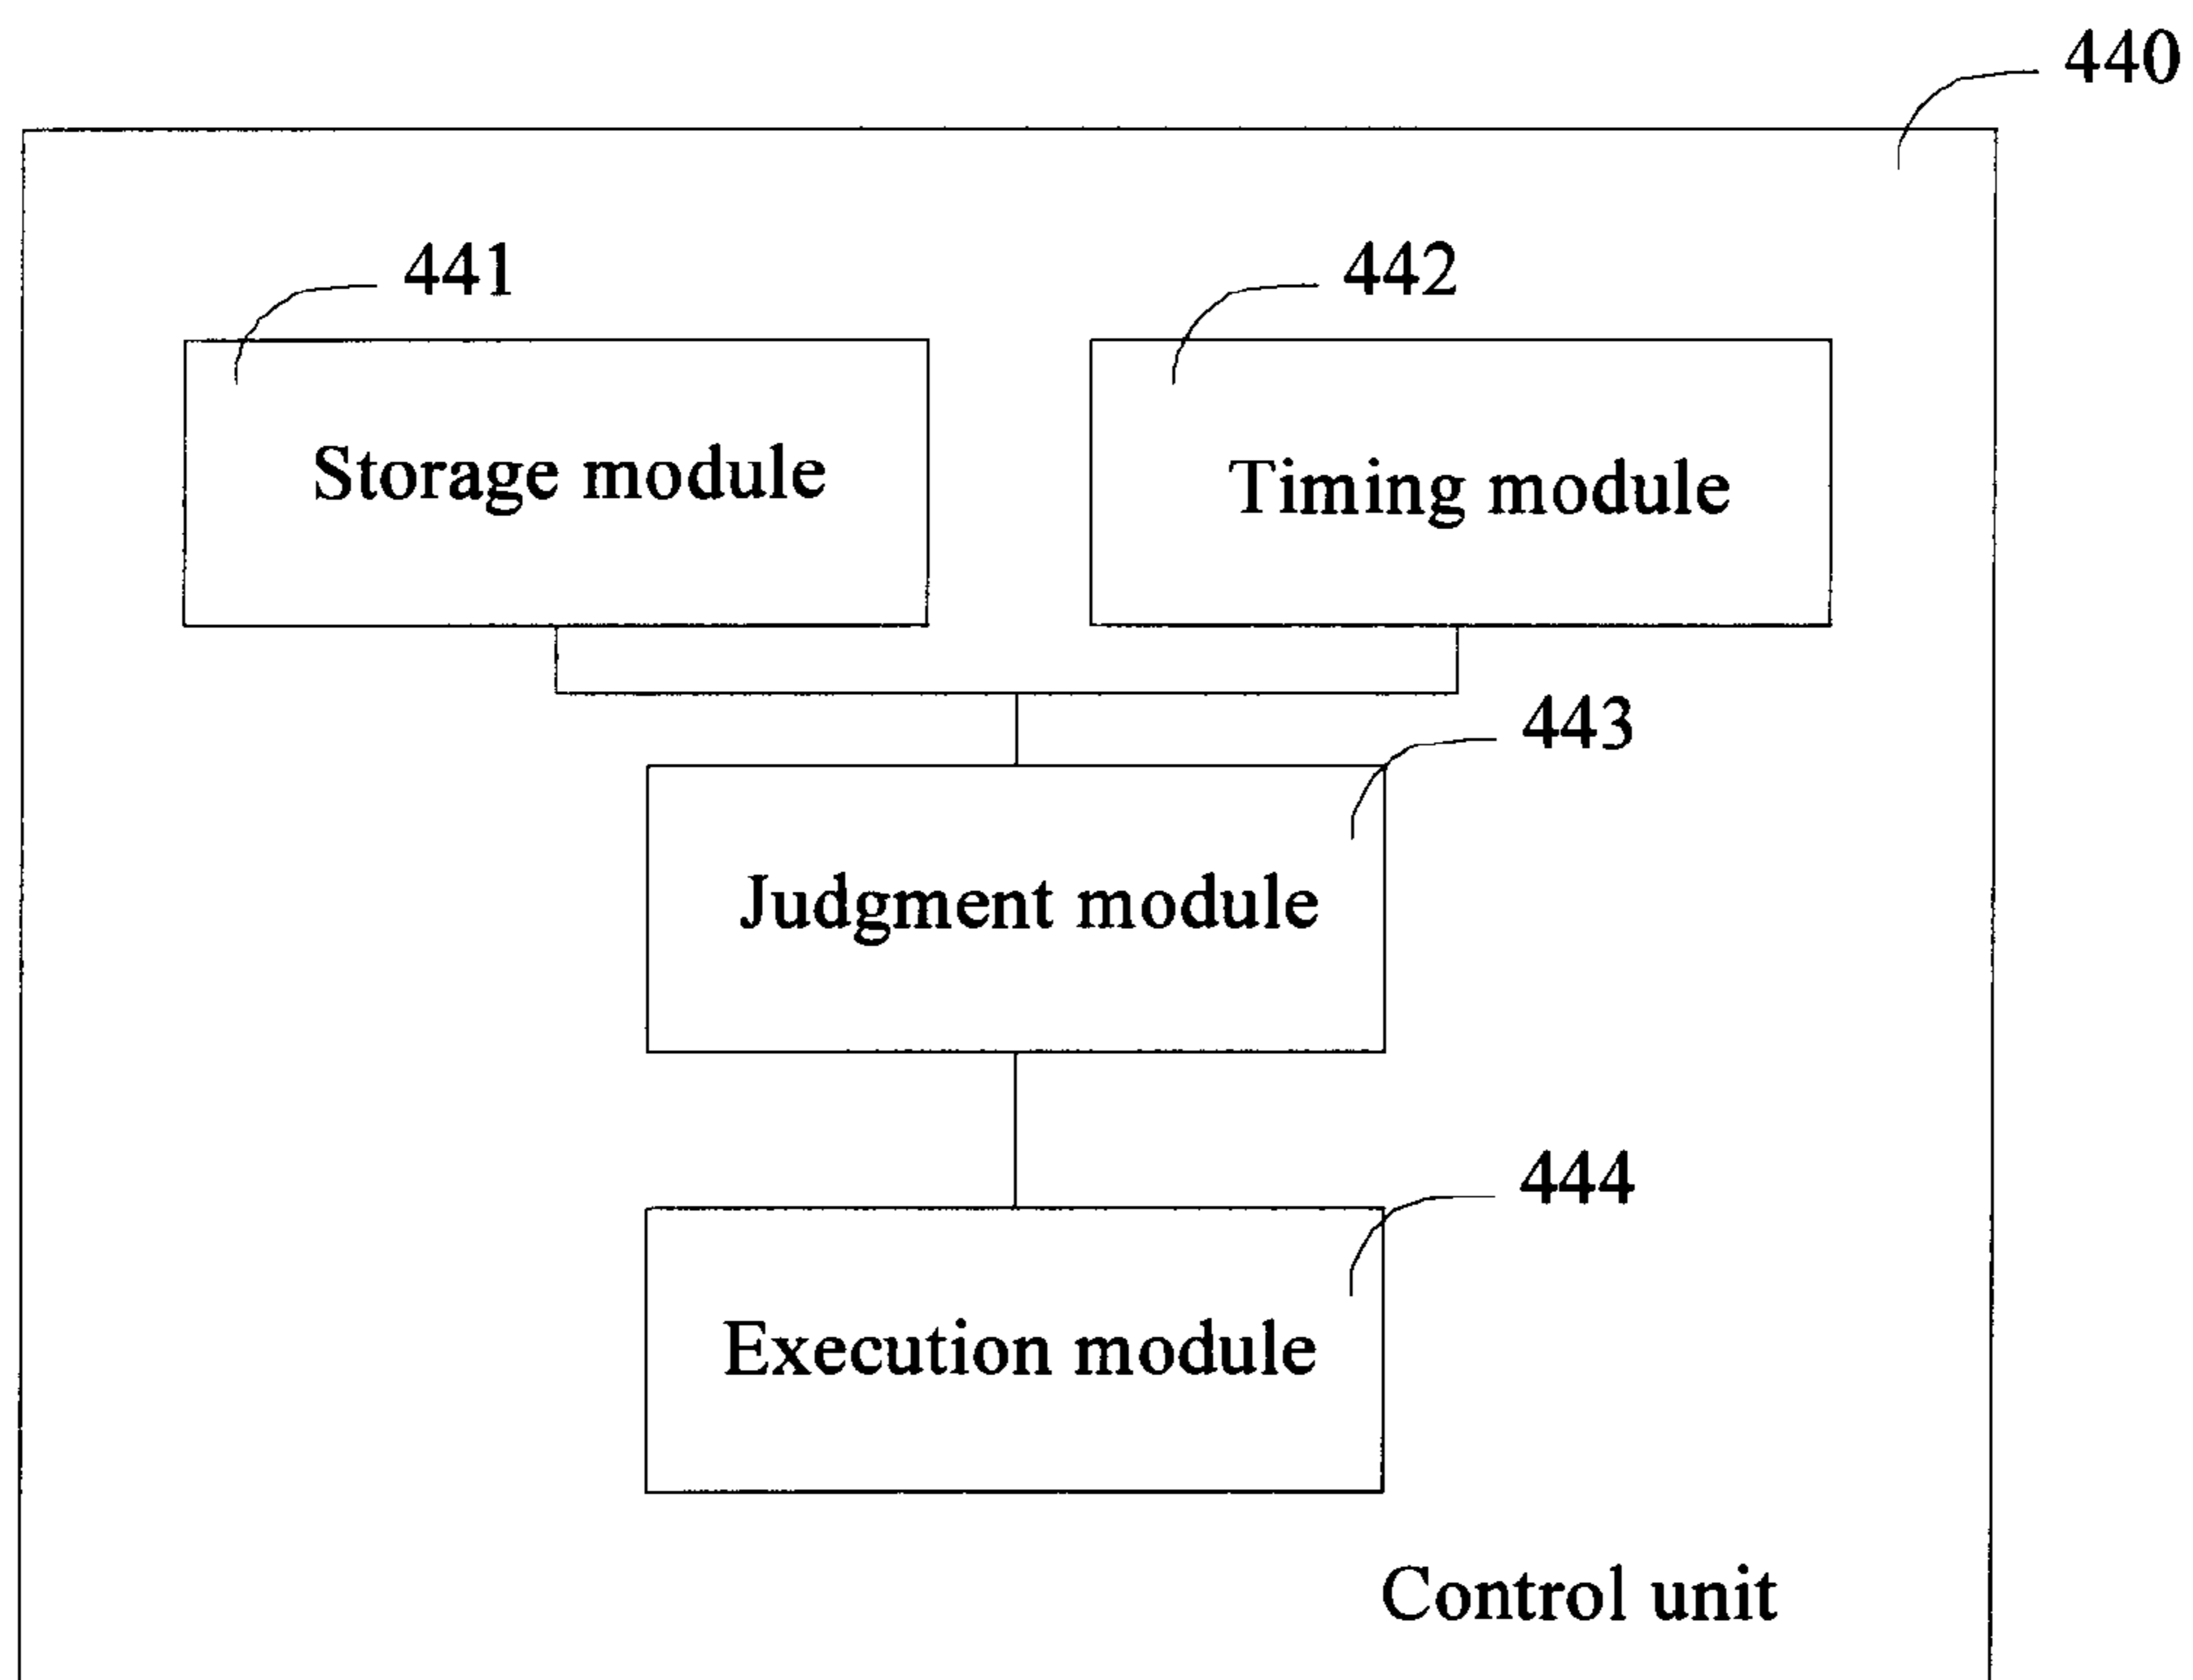 440
441
442
Storage module
Timing module
443
Judgment module
444
Execution module
Control unit